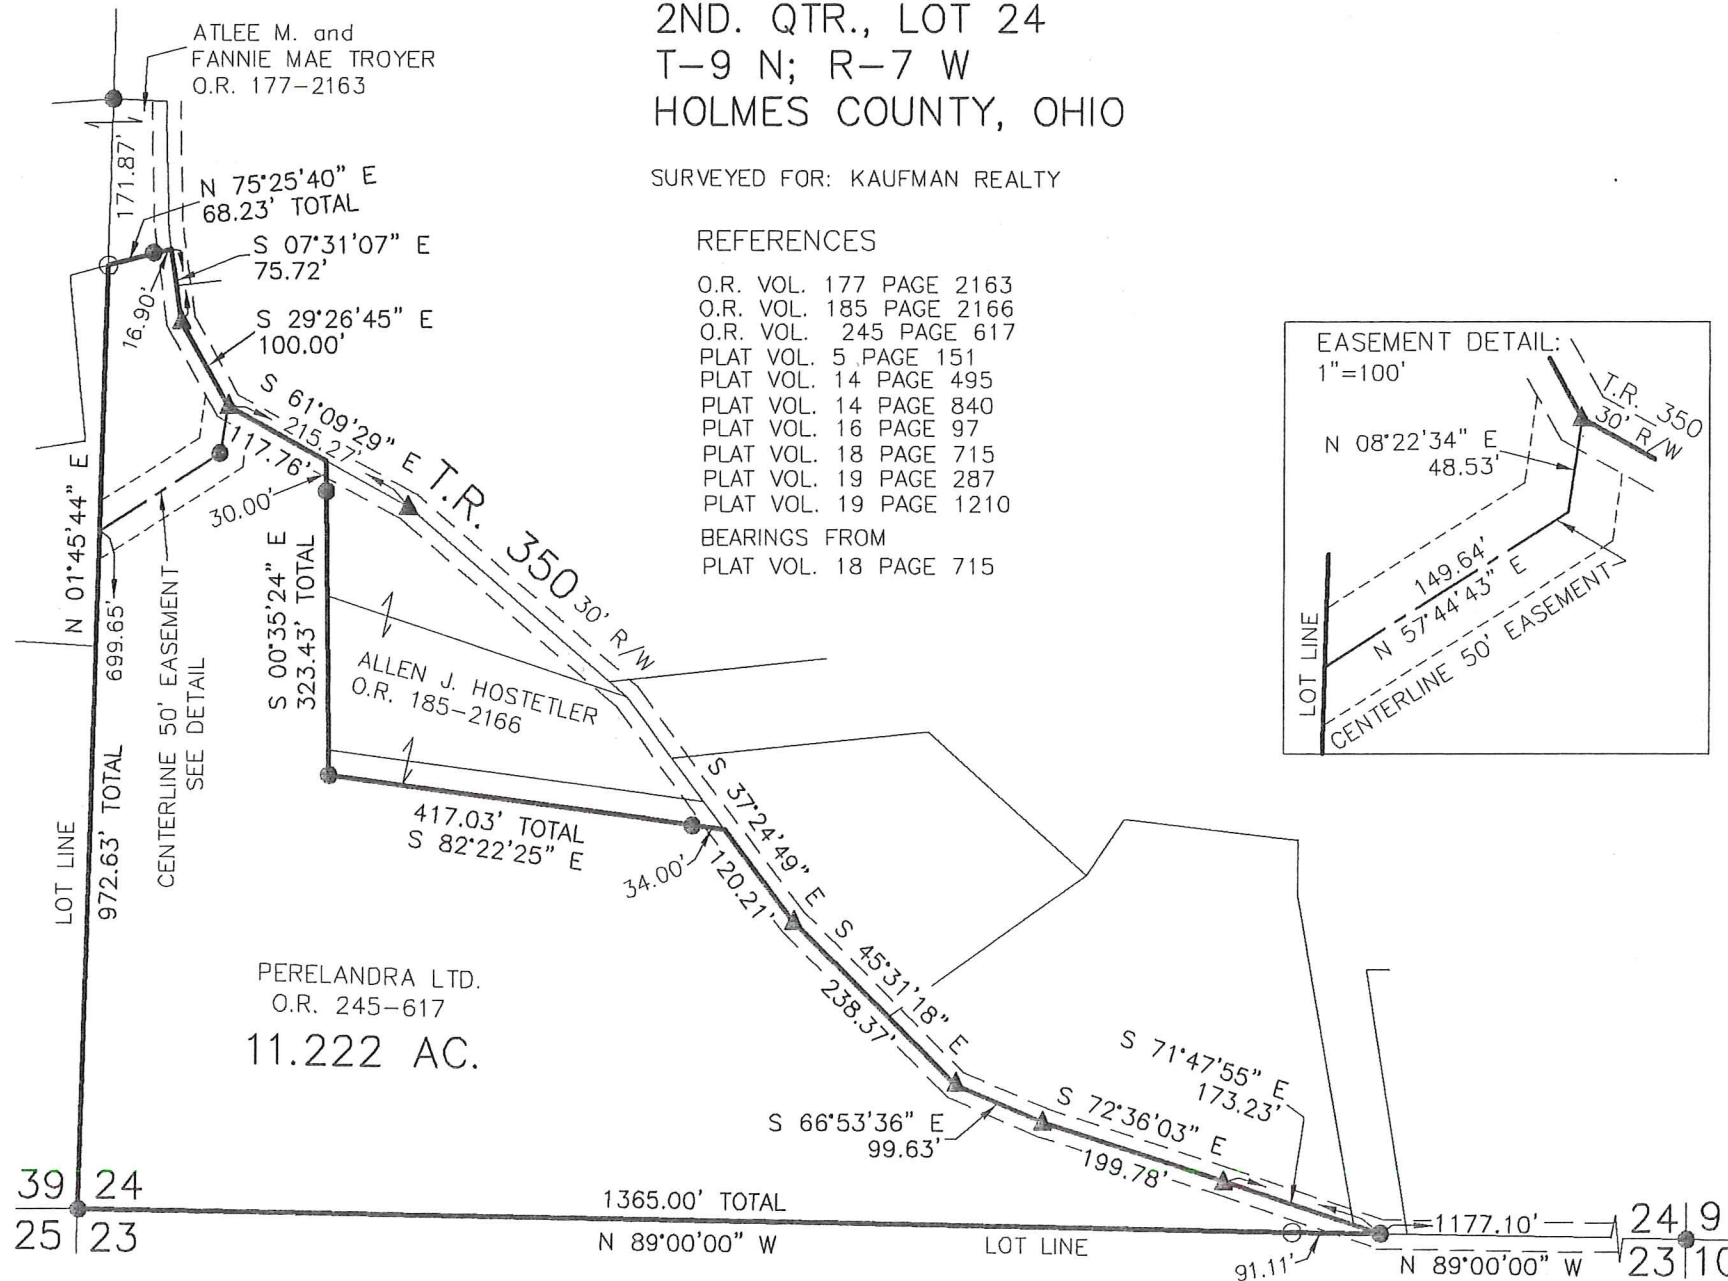 2ND. QTR., LOT 24
T-9 N; R-7 W
HOLMES COUNTY, OHIO
SURVEYED FOR: KAUFMAN REALTY
REFERENCES
O.R. VOL. 177 PAGE 2163
O.R. VOL. 185 PAGE 2166
O.R. VOL. 245 PAGE 617
PLAT VOL. 5 PAGE 151
PLAT VOL. 14 PAGE 495
PLAT VOL. 14 PAGE 840
PLAT VOL. 16 PAGE 97
PLAT VOL. 18 PAGE 715
PLAT VOL. 19 PAGE 287
PLAT VOL. 19 PAGE 1210
BEARINGS FROM
PLAT VOL. 18 PAGE 715
ATLEE M. and
FANNIE MAE TROYER
O.R. 177-2163
171.87'
N 75°25'40" E
68.23' TOTAL
S 07°31'07" E
75.72'
16.90'
S 29°26'45" E
100.00'
S 61°09'29" E
215.27'
117.76'
T.R. 350
30' R/W
30.00'
S 00°35'24" E
323.43' TOTAL
N 01°45'44" E
699.65'
972.63' TOTAL
LOT LINE
CENTERLINE 50' EASEMENT
SEE DETAIL
ALLEN J. HOSTETLER
O.R. 185-2166
417.03' TOTAL
S 82°22'25" E
34.00'
S 37°24'49" E
120.21'
S 45°31'18" E
238.37'
S 66°53'36" E
99.63'
S 72°36'03" E
199.78'
S 71°47'55" E
173.23'
PERELANDRA LTD.
O.R. 245-617
11.222 AC.
39 24
25 23
1365.00' TOTAL
N 89°00'00" W
LOT LINE
91.11'
1177.10'
N 89°00'00" W
24 9
23 10
EASEMENT DETAIL:
1"=100'
T.R. 350
30' R/W
N 08°22'34" E
48.53'
149.64'
N 57°44'43" E
CENTERLINE 50' EASEMENT
LOT LINE